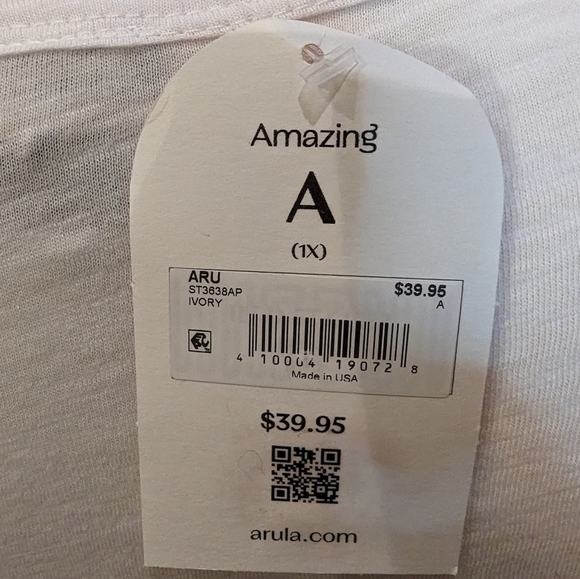 Amazing
A
(1X)
ARU $39.95
ST3638AP A
IVORY
4 10004 19072 8
Made in USA
$39.95
arula.com